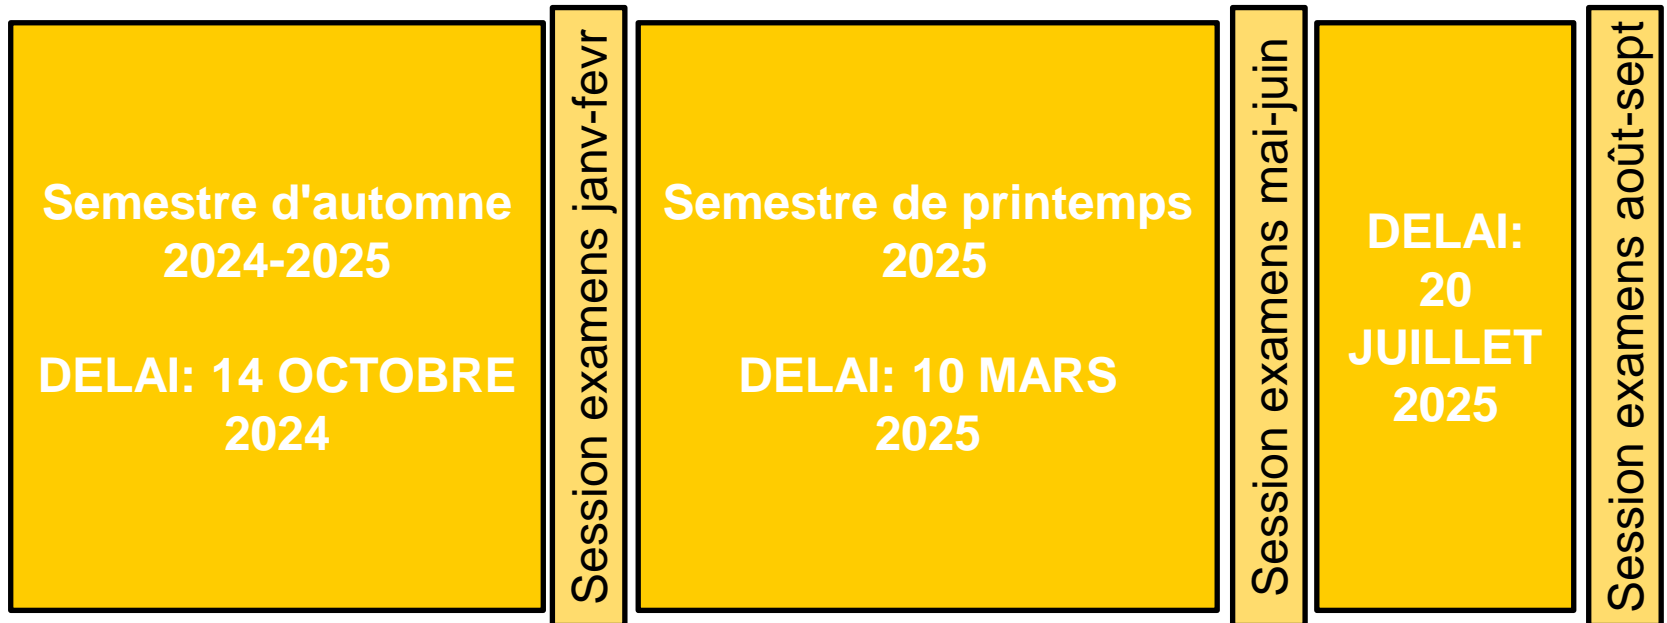 Semestre d'automne
2024-2025
DELAI: 14 OCTOBRE
2024
Session examens janv-fevr
Semestre de printemps
2025
DELAI: 10 MARS
2025
Session examens mai-juin
DELAI:
20
JUILLET
2025
Session examens août-sept